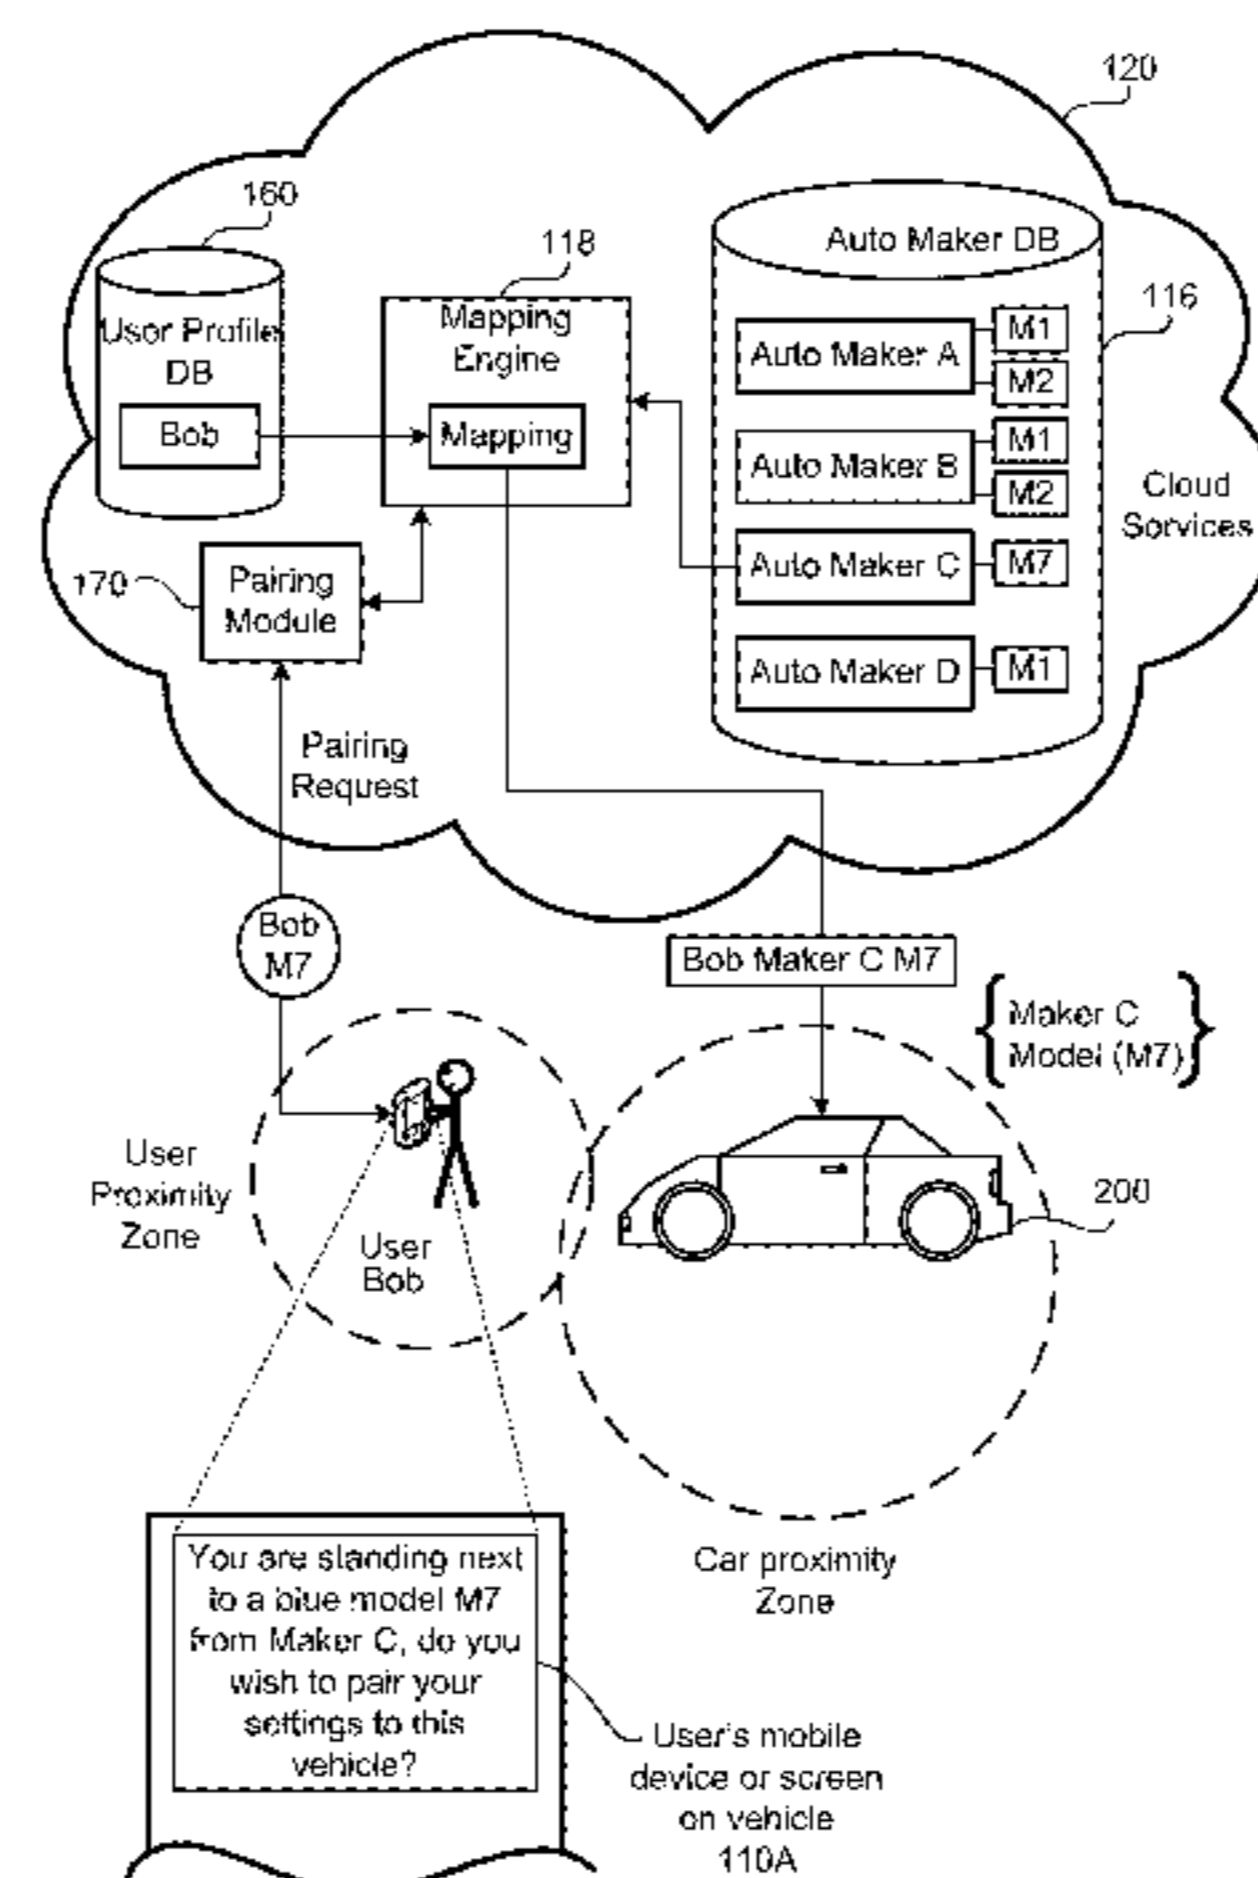 120
160
118
Auto Maker DB
116
User Profile
DB
Bob
Mapping
Engine
Mapping
Auto Maker A
M1
M2
Auto Maker B
M1
M2
Auto Maker C
M7
Auto Maker D
M1
Cloud
Services
170
Pairing
Module
Pairing
Request
Bob
M7
Bob Maker C M7
Maker C
Model (M7)
User
Proximity
Zone
User
Bob
200
Car proximity
Zone
You are standing next
to a blue model M7
from Maker C, do you
wish to pair your
settings to this
vehicle?
User's mobile
device or screen
on vehicle
110A